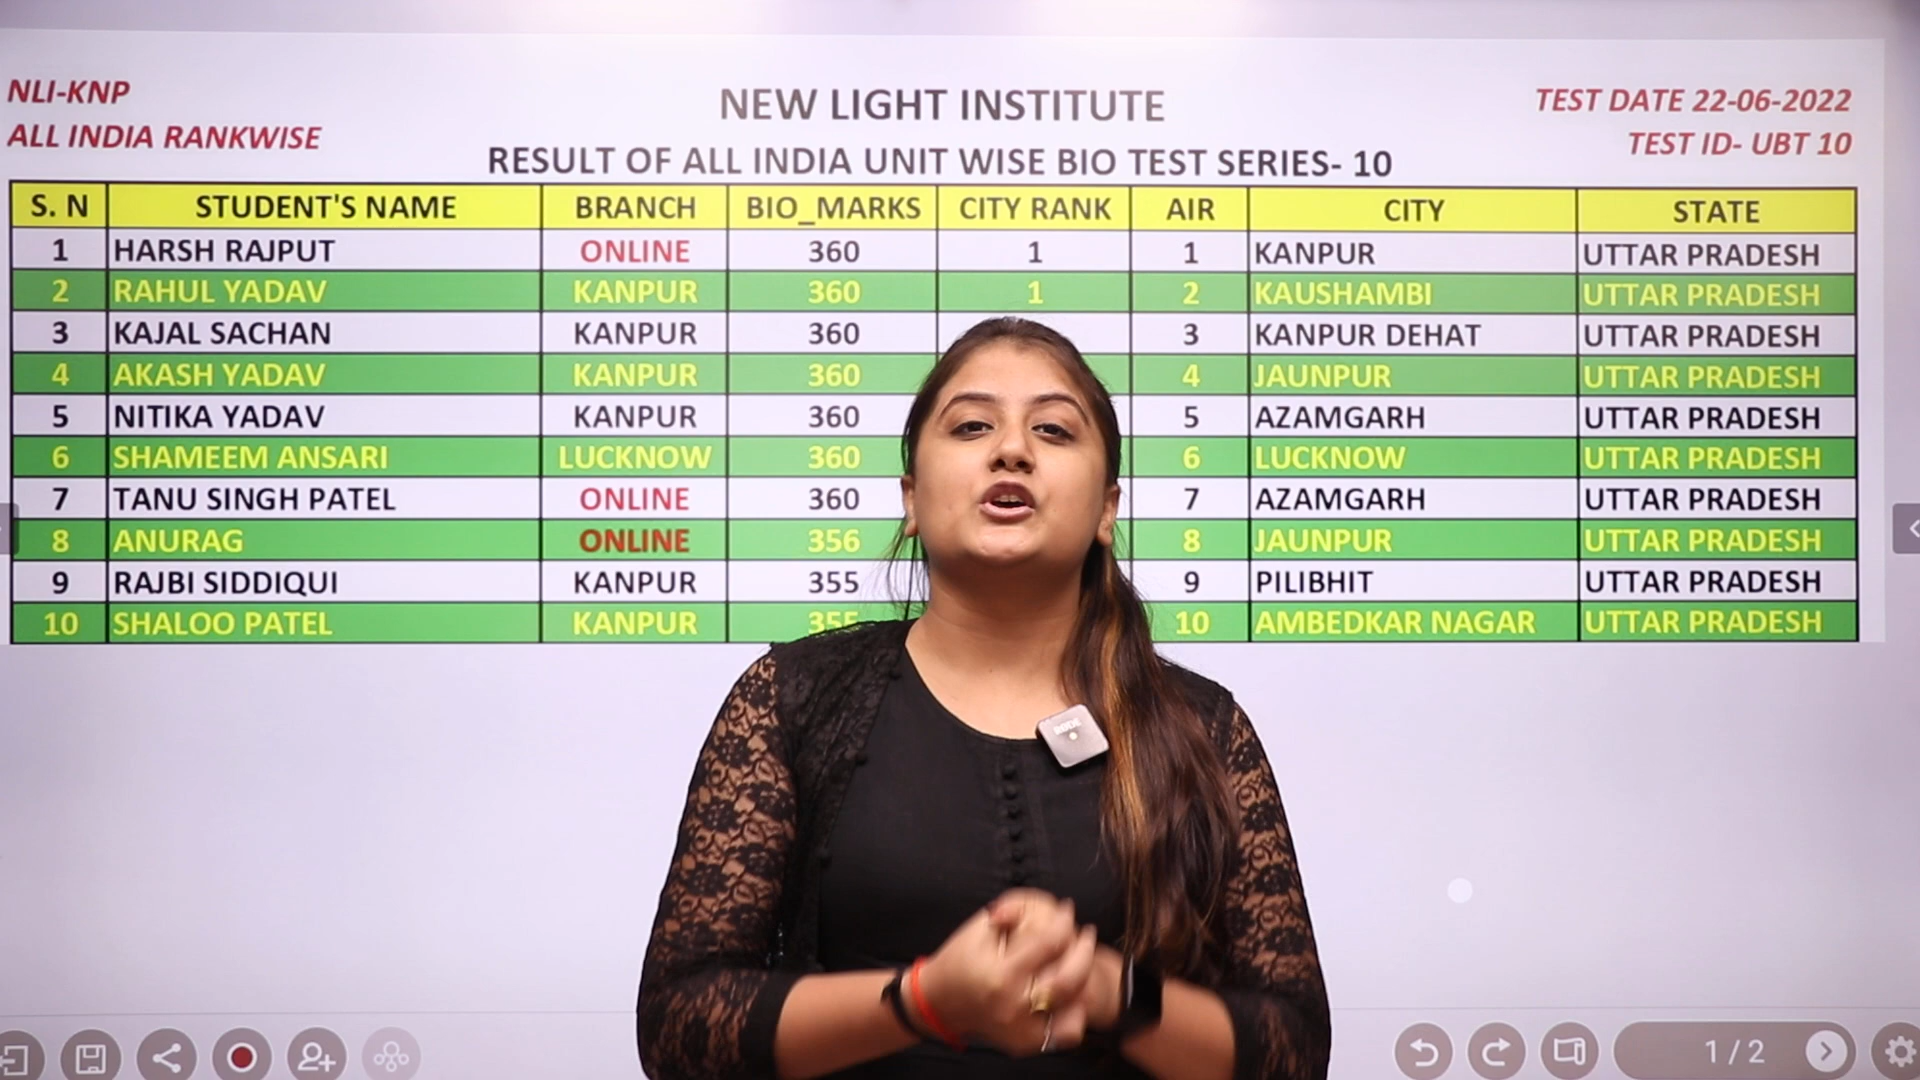 NLI-KNP
ALL INDIA RANKWISE
NEW LIGHT INSTITUTE
RESULT OF ALL INDIA UNIT WISE BIO TEST SERIES- 10
TEST DATE 22-06-2022
TEST ID- UBT 10
S. N STUDENT'S NAME BRANCH BIO_MARKS CITY RANK AIR CITY STATE
1 HARSH RAJPUT ONLINE 360 1 1 KANPUR UTTAR PRADESH
2 RAHUL YADAV KANPUR 360 1 2 KAUSHAMBI UTTAR PRADESH
3 KAJAL SACHAN KANPUR 360 3 KANPUR DEHAT UTTAR PRADESH
4 AKASH YADAV KANPUR 360 4 JAUNPUR UTTAR PRADESH
5 NITIKA YADAV KANPUR 360 5 AZAMGARH UTTAR PRADESH
6 SHAMEEM ANSARI LUCKNOW 360 6 LUCKNOW UTTAR PRADESH
7 TANU SINGH PATEL ONLINE 360 7 AZAMGARH UTTAR PRADESH
8 ANURAG ONLINE 356 8 JAUNPUR UTTAR PRADESH
9 RAJBI SIDDIQUI KANPUR 355 9 PILIBHIT UTTAR PRADESH
10 SHALOO PATEL KANPUR 10 AMBEDKAR NAGAR UTTAR PRADESH
RODE
1 / 2